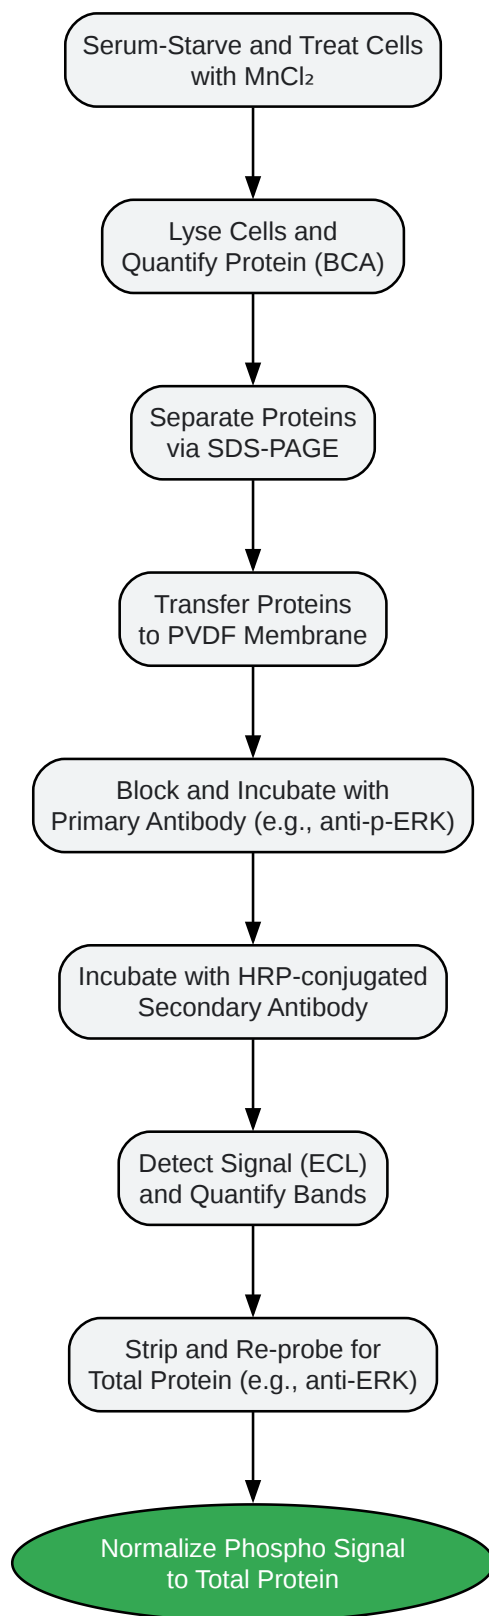 Serum-Starve and Treat Cells
with MnCl₂
Lyse Cells and
Quantify Protein (BCA)
Separate Proteins
via SDS-PAGE
Transfer Proteins
to PVDF Membrane
Block and Incubate with
Primary Antibody (e.g., anti-p-ERK)
Incubate with HRP-conjugated
Secondary Antibody
Detect Signal (ECL)
and Quantify Bands
Strip and Re-probe for
Total Protein (e.g., anti-ERK)
Normalize Phospho Signal
to Total Protein